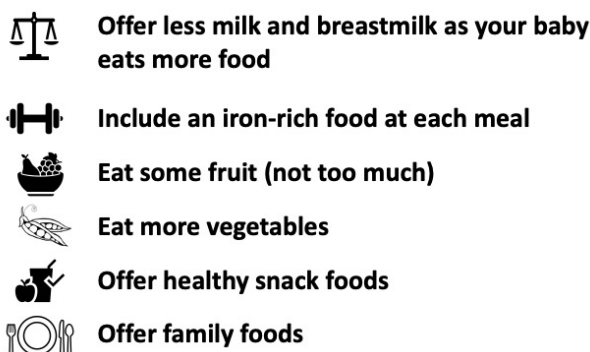 Offer less milk and breastmilk as your baby
eats more food
Include an iron-rich food at each meal
Eat some fruit (not too much)
Eat more vegetables
Offer healthy snack foods
Offer family foods